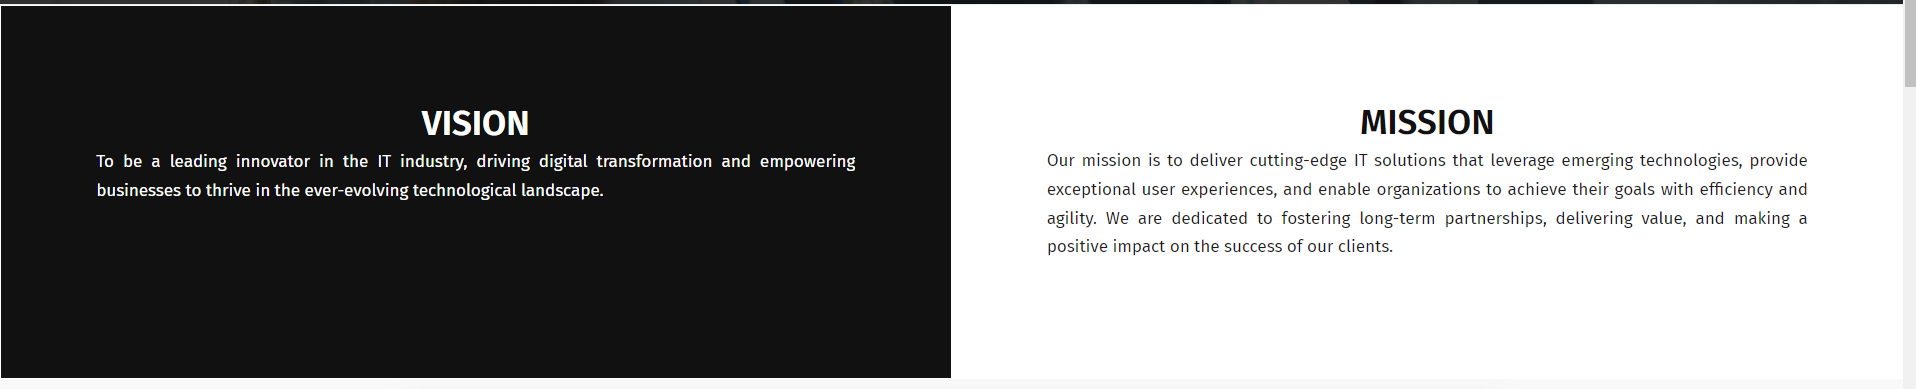 VISION
To be a leading innovator in the IT industry, driving digital transformation and empowering
businesses to thrive in the ever-evolving technological landscape.
MISSION
Our mission is to deliver cutting-edge IT solutions that leverage emerging technologies, provide
exceptional user experiences, and enable organizations to achieve their goals with efficiency and
agility. We are dedicated to fostering long-term partnerships, delivering value, and making a
positive impact on the success of our clients.